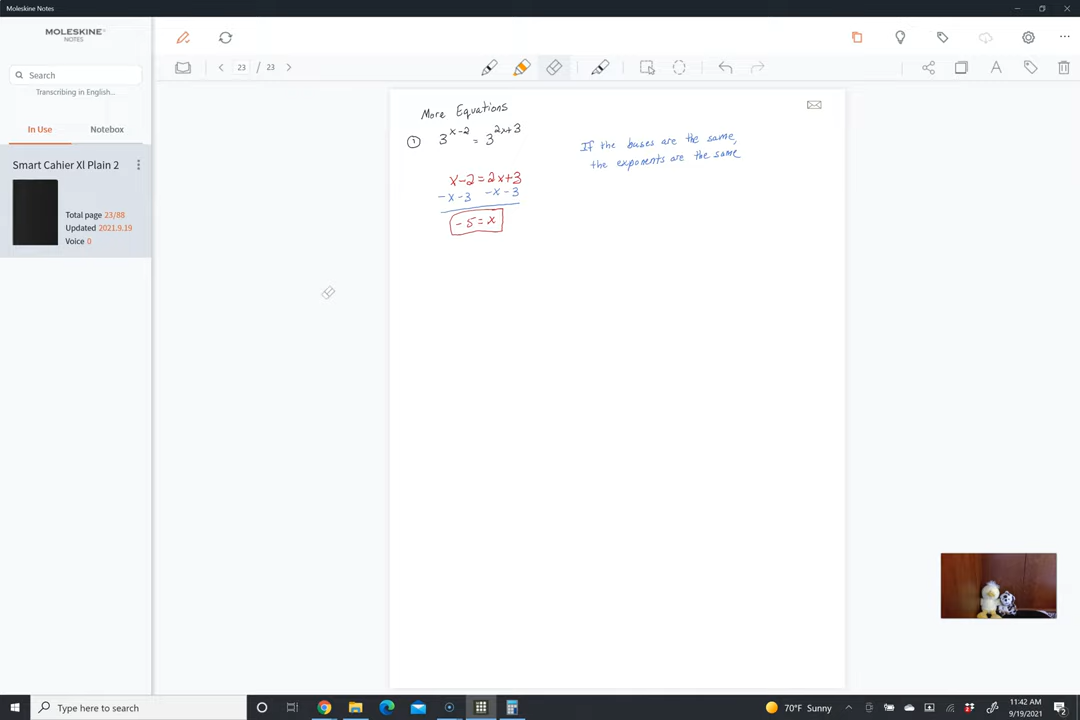 Moleskine Notes
MOLESKINE
NOTES
Search
Transcribing in English...
In Use
Notebox
Smart Cahier Xl Plain 2
Total page 23/88
Updated 2021.9.19
Voice 0
23 / 23
A
More Equations
① 3^(x-2) = 3^(2x+3)
x-2=2x+3
-x-3 -x-3
-5=x
If the bases are the same,
the exponents are the same
Type here to search
70°F Sunny
11:42 AM
9/19/2021
2